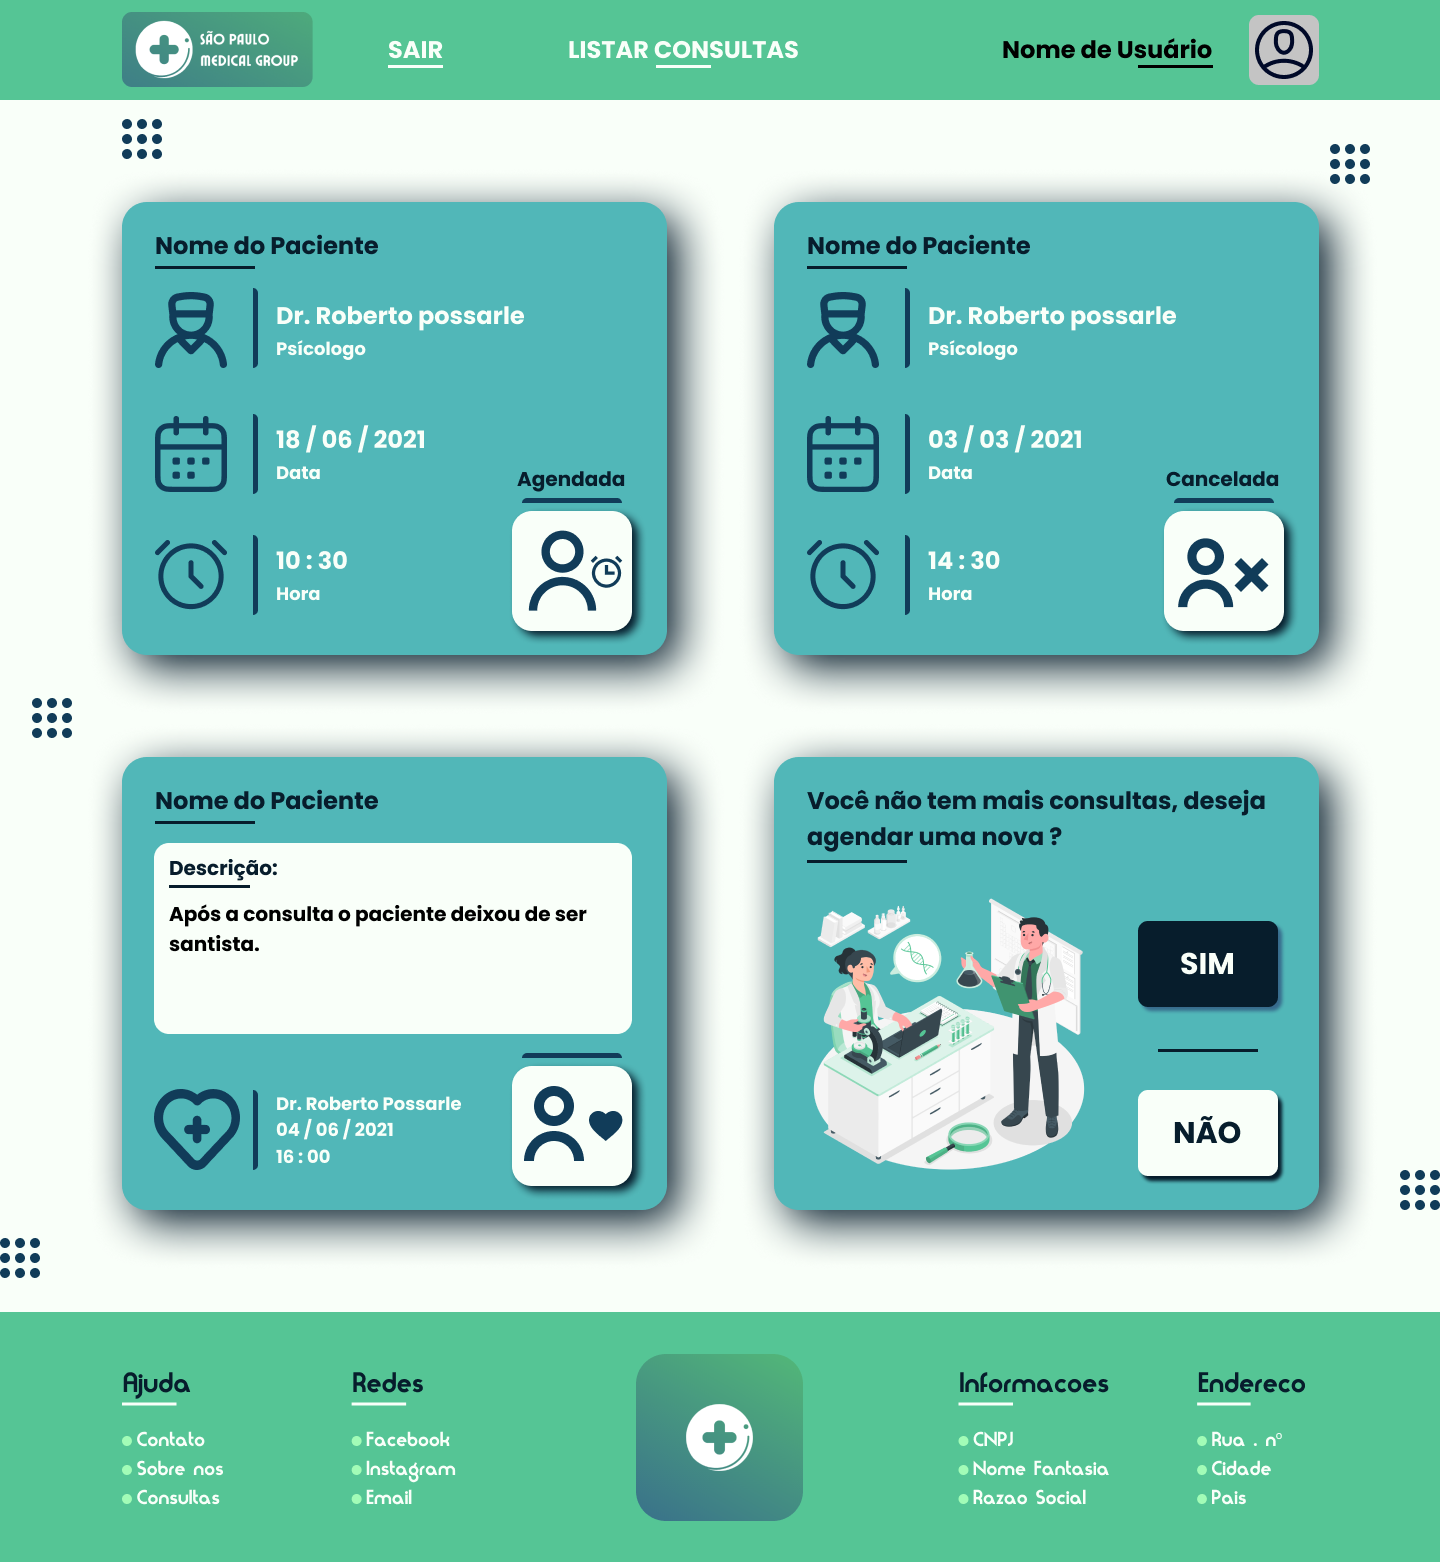 SÃO PAULO
MEDICAL GROUP
SAIR
LISTAR CONSULTAS
Nome de Usuário
Nome do Paciente
Dr. Roberto possarle
Psícologo
18 / 06 / 2021
Data
Agendada
10 : 30
Hora
Nome do Paciente
Dr. Roberto possarle
Psícologo
03 / 03 / 2021
Data
Cancelada
14 : 30
Hora
Nome do Paciente
Descrição:
Após a consulta o paciente deixou de ser
santista.
Dr. Roberto Possarle
04 / 06 / 2021
16 : 00
Você não tem mais consultas, deseja
agendar uma nova ?
SIM
NÃO
Ajuda
Contato
Sobre nos
Consultas
Redes
Facebook
Instagram
Email
Informacoes
CNPJ
Nome Fantasia
Razao Social
Endereco
Rua . nº
Cidade
Pais